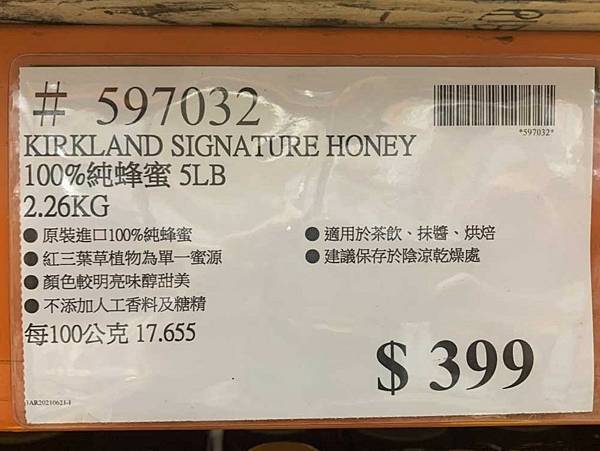 # 597032
*597032*
KIRKLAND SIGNATURE HONEY
100%純蜂蜜 5LB
2.26KG
● 原裝進口100%純蜂蜜
● 紅三葉草植物為單一蜜源
● 顏色較明亮味醇甜美
● 不添加人工香料及糖精
● 適用於茶飲、抹醬、烘焙
● 建議保存於陰涼乾燥處
每100公克 17.655
$ 399